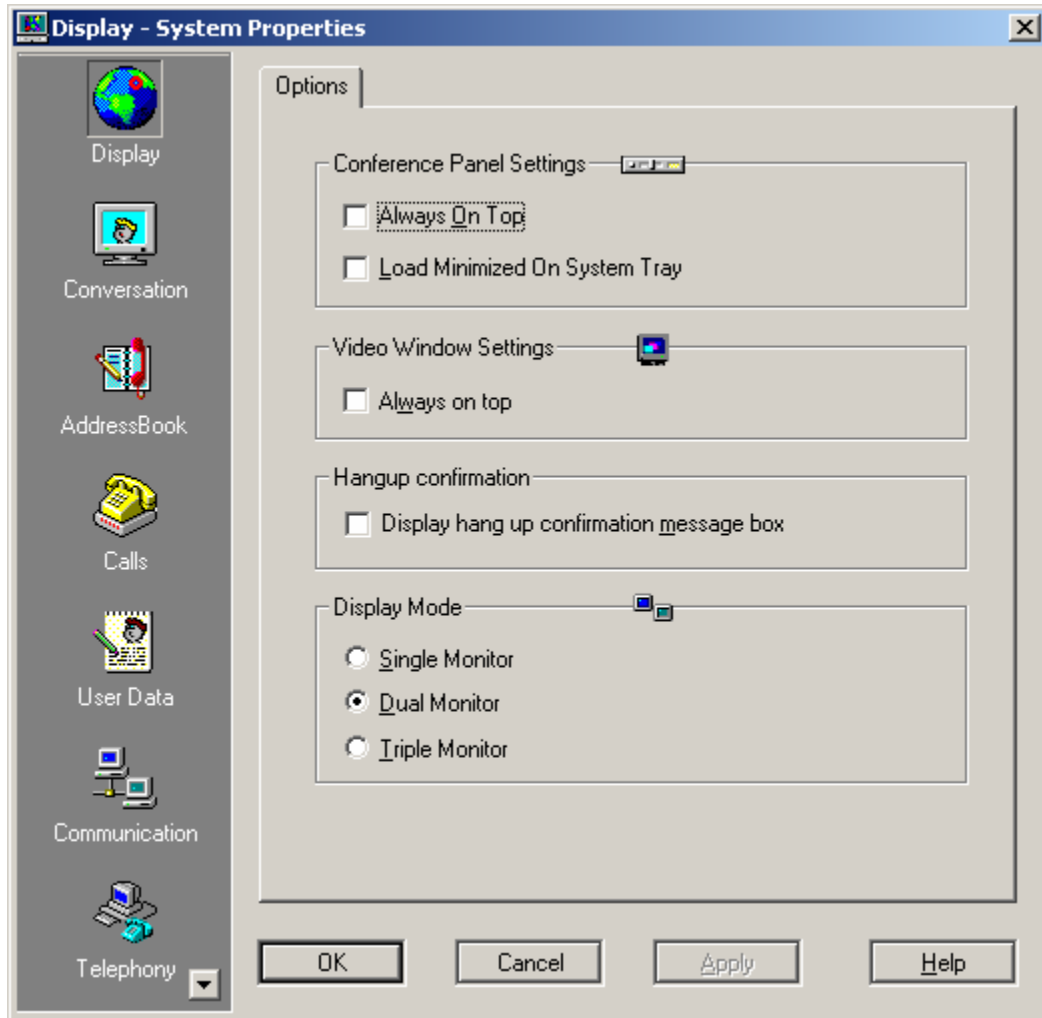 Display - System Properties
Display
Conversation
AddressBook
Calls
User Data
Communication
Telephony
Options
Conference Panel Settings
Always On Top
Load Minimized On System Tray
Video Window Settings
Always on top
Hangup confirmation
Display hang up confirmation message box
Display Mode
Single Monitor
Dual Monitor
Triple Monitor
OK Cancel Apply Help